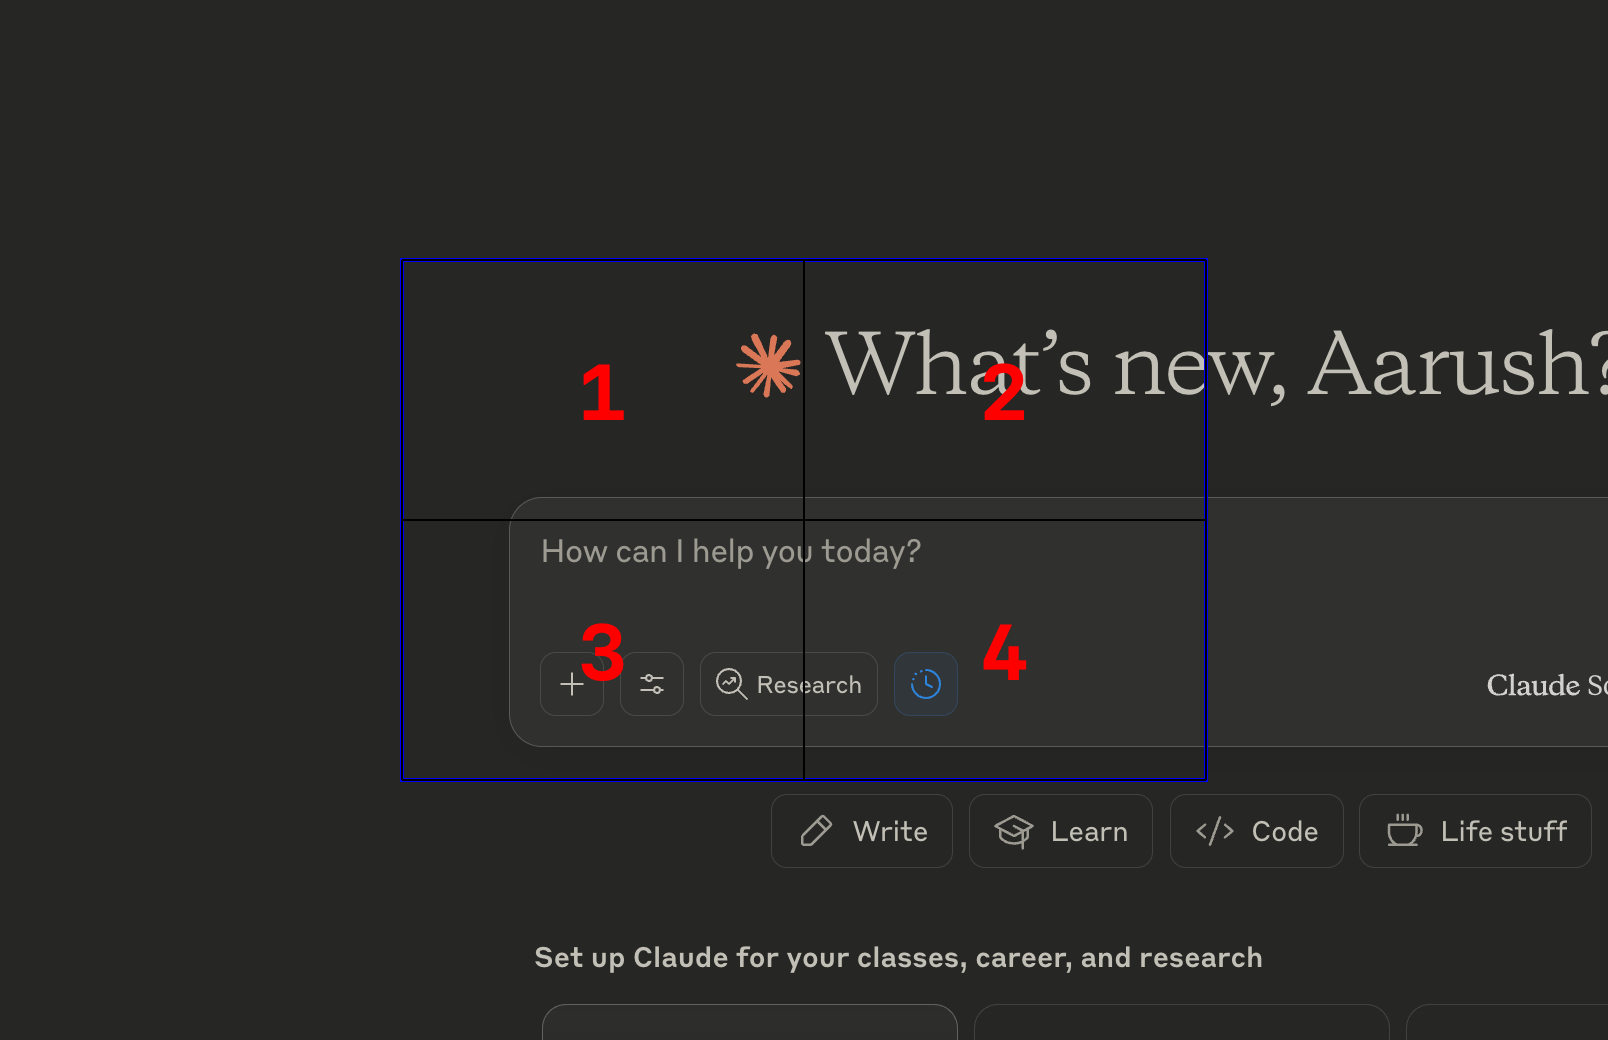 What's new, Aarush?
1
2
How can I help you today?
3
4
Research
Claude
Write
Learn
Code
Life stuff
Set up Claude for your classes, career, and research